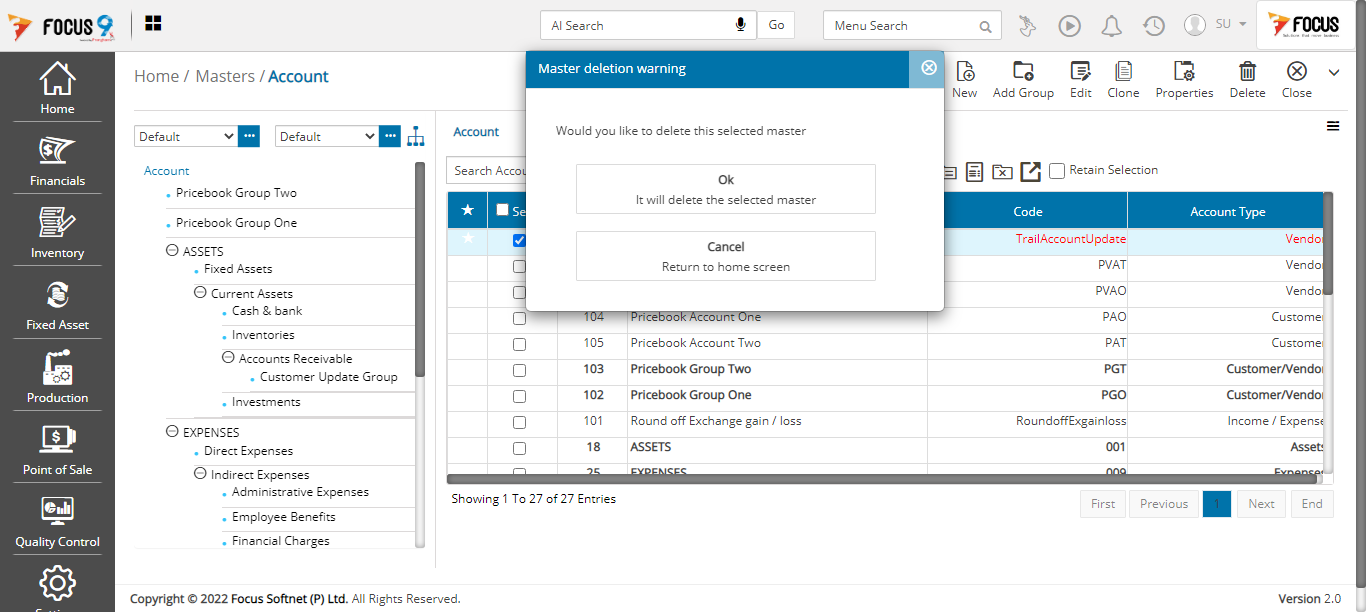 FOCUS 9
AI Search
Go
Menu Search
SU
FOCUS
Home
Financials
Inventory
Fixed Asset
Production
Point of Sale
Quality Control
Home / Masters / Account
New
Add Group
Edit
Clone
Properties
Delete
Close
Master deletion warning
Would you like to delete this selected master
Ok
It will delete the selected master
Cancel
Return to home screen
Default
Default
Account
Pricebook Group Two
Pricebook Group One
ASSETS
Fixed Assets
Current Assets
Cash & bank
Inventories
Accounts Receivable
Customer Update Group
Investments
EXPENSES
Direct Expenses
Indirect Expenses
Administrative Expenses
Employee Benefits
Financial Charges
Account
Search Accou
Retain Selection
Se Code Account Type
TrailAccountUpdate Vendor
PVAT Vendor
PVAO Vendor
104 Pricebook Account One PAO Customer
105 Pricebook Account Two PAT Customer
103 Pricebook Group Two PGT Customer/Vendor
102 Pricebook Group One PGO Customer/Vendor
101 Round off Exchange gain / loss RoundoffExgainloss Income / Expense
18 ASSETS 001 Assets
25 EXPENSES 009 Expenses
Showing 1 To 27 of 27 Entries
First Previous 1 Next End
Copyright © 2022 Focus Softnet (P) Ltd. All Rights Reserved.
Version 2.0